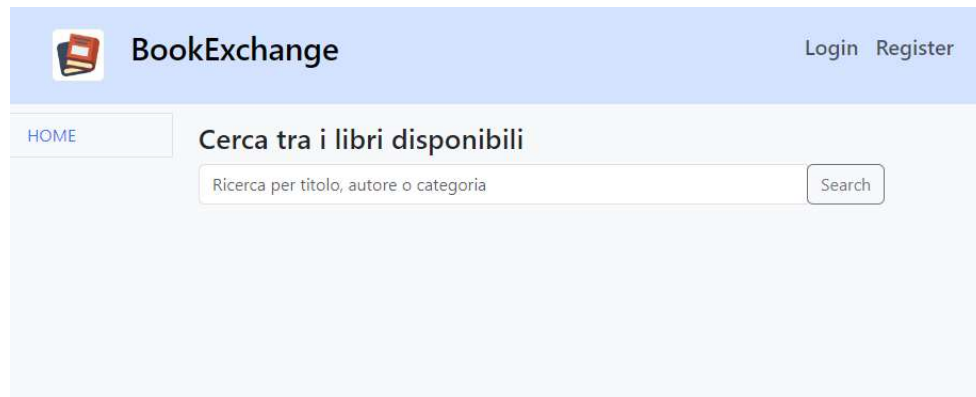 BookExchange
Login Register
HOME
Cerca tra i libri disponibili
Ricerca per titolo, autore o categoria
Search